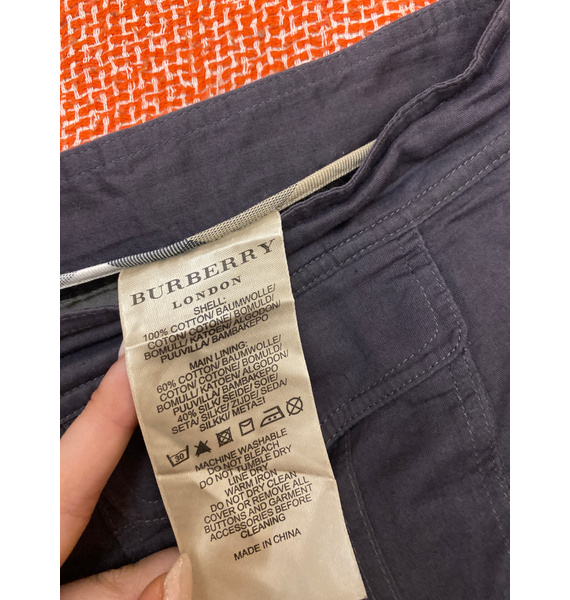 BURBERRY
LONDON
SHELL:
100% COTTON/ BAUMWOLLE/
COTON/ COTONE/ BOMULD/
BOMULL/ KATOEN/ ALGODON/
PUUVILLA/ BAMBAKEPO
MAIN LINING:
60% COTTON/ BAUMWOLLE/
COTON/ COTONE/ BOMULD/
BOMULL/ KATOEN/ ALGODON/
PUUVILLA/ BAMBAKEPO
40% SILK/ SEIDE/ SOIE/
SETA/ SILKE/ ZIJDE/ SEDA/
SILKKI/ METAEI
30
MACHINE WASHABLE
DO NOT BLEACH
DO NOT TUMBLE DRY
LINE DRY
WARM IRON
DO NOT DRY CLEAN
COVER OR REMOVE ALL
BUTTONS AND GARMENT
ACCESSORIES BEFORE
CLEANING
MADE IN CHINA